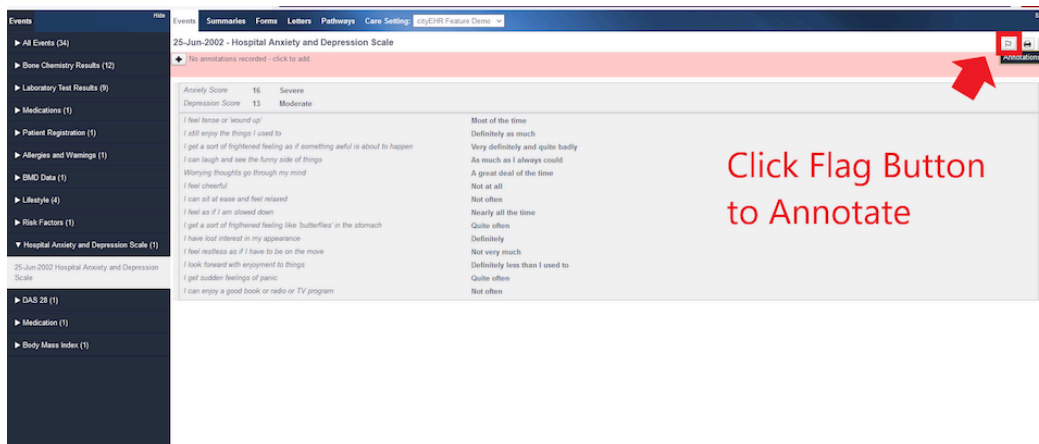 Events
Hide
▶ All Events (34)
▶ Bone Chemistry Results (12)
▶ Laboratory Test Results (9)
▶ Medications (1)
▶ Patient Registration (1)
▶ Allergies and Warnings (1)
▶ BMD Data (1)
▶ Lifestyle (4)
▶ Risk Factors (1)
▼ Hospital Anxiety and Depression Scale (1)
25-Jun-2002 Hospital Anxiety and Depression
Scale
▶ DAS 28 (1)
▶ Medication (1)
▶ Body Mass Index (1)
Events Summaries Forms Letters Pathways Care Setting: cityEHR Feature Demo
25-Jun-2002 - Hospital Anxiety and Depression Scale
No annotations recorded - click to add
Annotations
Anxiety Score 16 Severe
Depression Score 13 Moderate
I feel tense or 'wound up' Most of the time
I still enjoy the things I used to Definitely as much
I get a sort of frightened feeling as if something awful is about to happen Very definitely and quite badly
I can laugh and see the funny side of things As much as I always could
Worrying thoughts go through my mind A great deal of the time
I feel cheerful Not at all
I can sit at ease and feel relaxed Not often
I feel as if I am slowed down Nearly all the time
I get a sort of frigthened feeling like 'butterflies' in the stomach Quite often
I have lost interest in my appearance Definitely
I feel restless as if I have to be on the move Not very much
I look forward with enjoyment to things Definitely less than I used to
I get sudden feelings of panic Quite often
I can enjoy a good book or radio or TV program Not often
Click Flag Button
to Annotate